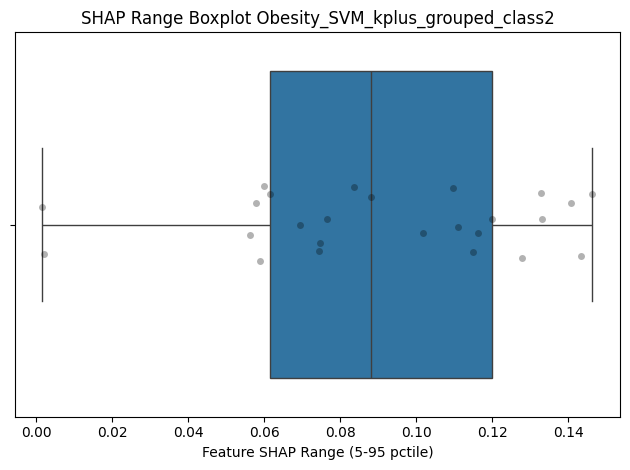 SHAP Range Boxplot Obesity_SVM_kplus_grouped_class2
0.00 0.02 0.04 0.06 0.08 0.10 0.12 0.14
Feature SHAP Range (5-95 pctile)